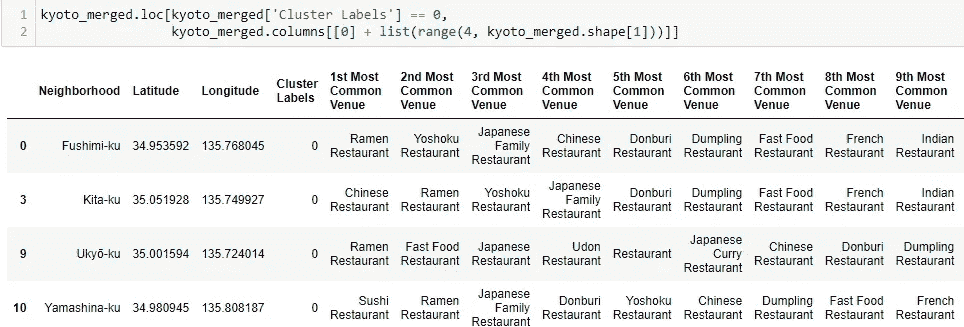 1 kyoto_merged.loc[kyoto_merged['Cluster Labels'] == 0,
2 kyoto_merged.columns[[0] + list(range(4, kyoto_merged.shape[1]))]]
Neighborhood Latitude Longitude Cluster Labels 1st Most Common Venue 2nd Most Common Venue 3rd Most Common Venue 4th Most Common Venue 5th Most Common Venue 6th Most Common Venue 7th Most Common Venue 8th Most Common Venue 9th Most Common Venue
0 Fushimi-ku 34.953592 135.768045 0 Ramen Restaurant Yoshoku Restaurant Japanese Family Restaurant Chinese Restaurant Donburi Restaurant Dumpling Restaurant Fast Food Restaurant French Restaurant Indian Restaurant
3 Kita-ku 35.051928 135.749927 0 Chinese Restaurant Ramen Restaurant Yoshoku Restaurant Japanese Family Restaurant Donburi Restaurant Dumpling Restaurant Fast Food Restaurant French Restaurant Indian Restaurant
9 Ukyō-ku 35.001594 135.724014 0 Ramen Restaurant Fast Food Restaurant Japanese Restaurant Udon Restaurant Restaurant Japanese Curry Restaurant Chinese Restaurant Donburi Restaurant Dumpling Restaurant
10 Yamashina-ku 34.980945 135.808187 0 Sushi Restaurant Ramen Restaurant Japanese Family Restaurant Donburi Restaurant Yoshoku Restaurant Chinese Restaurant Dumpling Restaurant Fast Food Restaurant French Restaurant